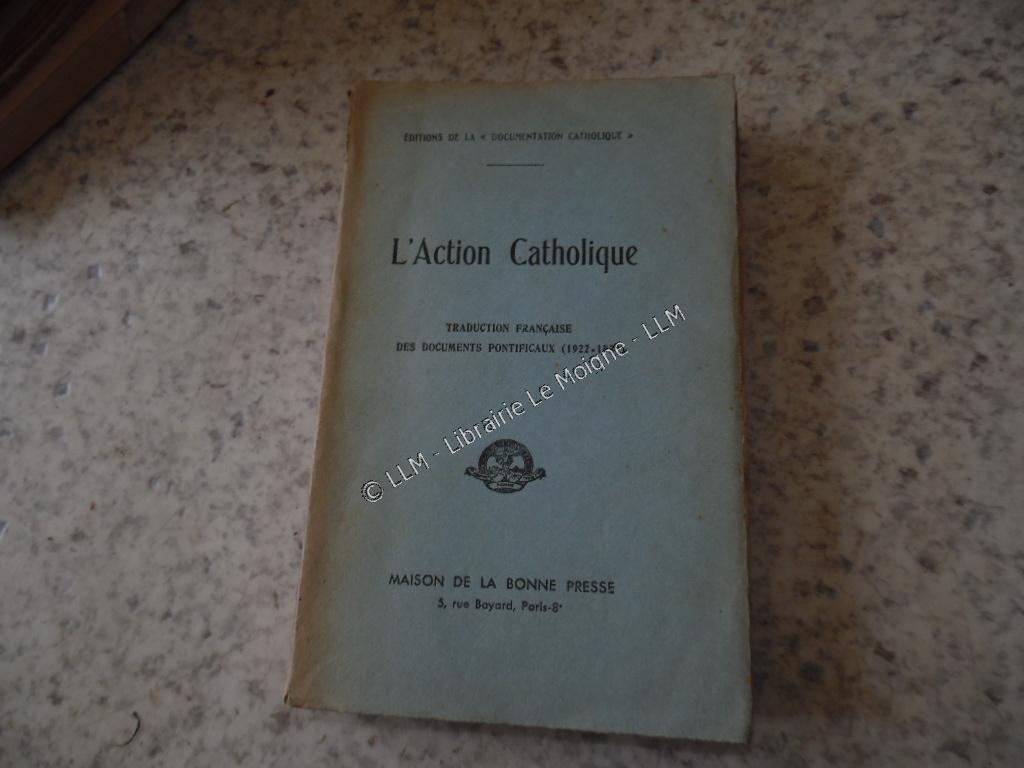 ÉDITIONS DE LA « DOCUMENTATION CATHOLIQUE »
L'Action Catholique
TRADUCTION FRANÇAISE
DES DOCUMENTS PONTIFICAUX (1922-
© LLM - Librairie Le Moigne - LLM
MAISON DE LA BONNE PRESSE
5, rue Bayard, Paris-8e